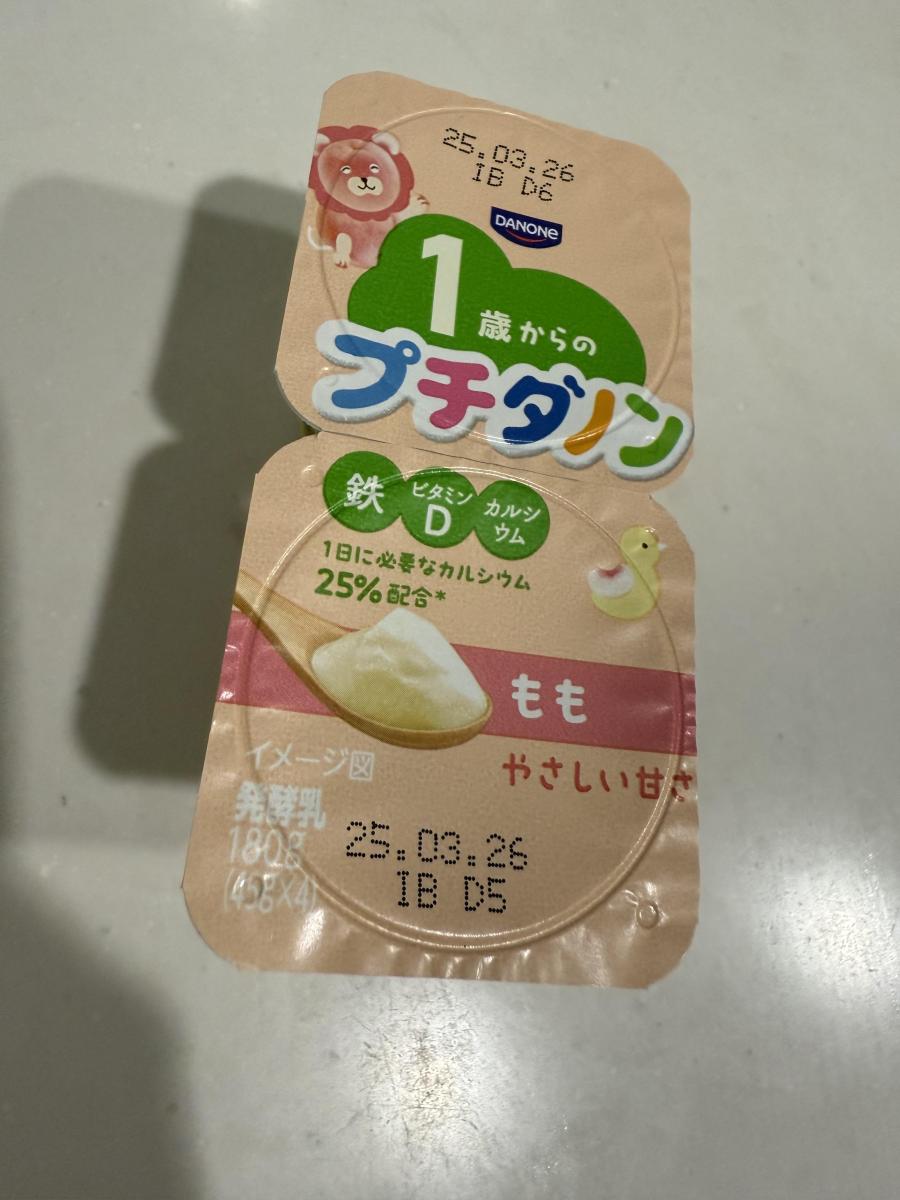 25.03.26
IB D6
DANONE
1歳からの
プチダノン
鉄
ビタミン
D
カルシ
ウム
1日に必要なカルシウム
25%配合*
もも
やさしい甘さ
イメージ図
発酵乳
180g
(45g×4)
25.03.26
IB D5